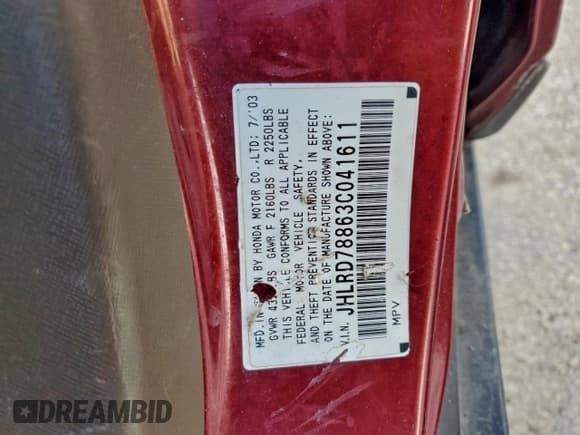 MFD.IN BY HONDA MOTOR CO.,LTD: 7/'03
GVWR LBS GAWR F 2160LBS R 2250LBS
THIS VEHICLE CONFORMS TO ALL APPLICABLE
FEDERAL MOTOR VEHICLE SAFETY,
AND THEFT PREVENTION STANDARDS IN EFFECT
ON THE DATE OF MANUFACTURE SHOWN ABOVE:
V.I.N. JHLRD78863C041611
MPV
DREAMBID